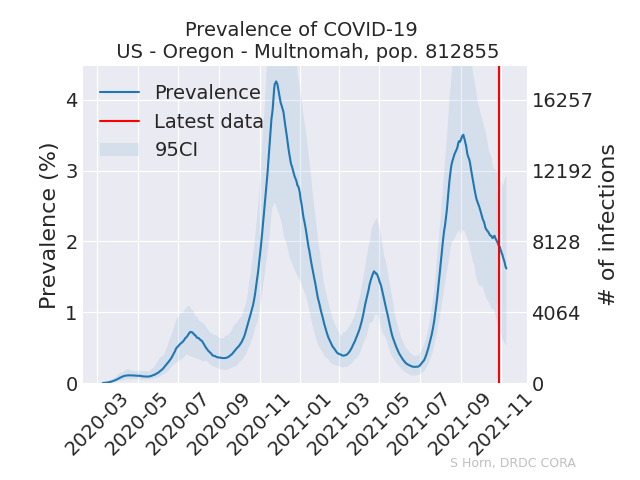 Prevalence of COVID-19
US - Oregon - Multnomah, pop. 812855
Prevalence
Latest data
95CI
Prevalence (%)
4
3
2
1
0
16257
12192
8128
4064
0
# of infections
2020-03
2020-05
2020-07
2020-09
2020-11
2021-01
2021-03
2021-05
2021-07
2021-09
2021-11
S Horn, DRDC CORA